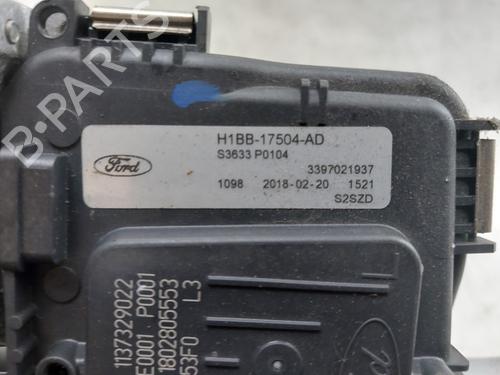 H1BB-17504-AD
S3633 P0104
Ford
3397021937
1098 2018-02-20 1521
S2SZD
1137329022
E0001 P0001
1802805553
53F0 L3
Ford
B-PARTS